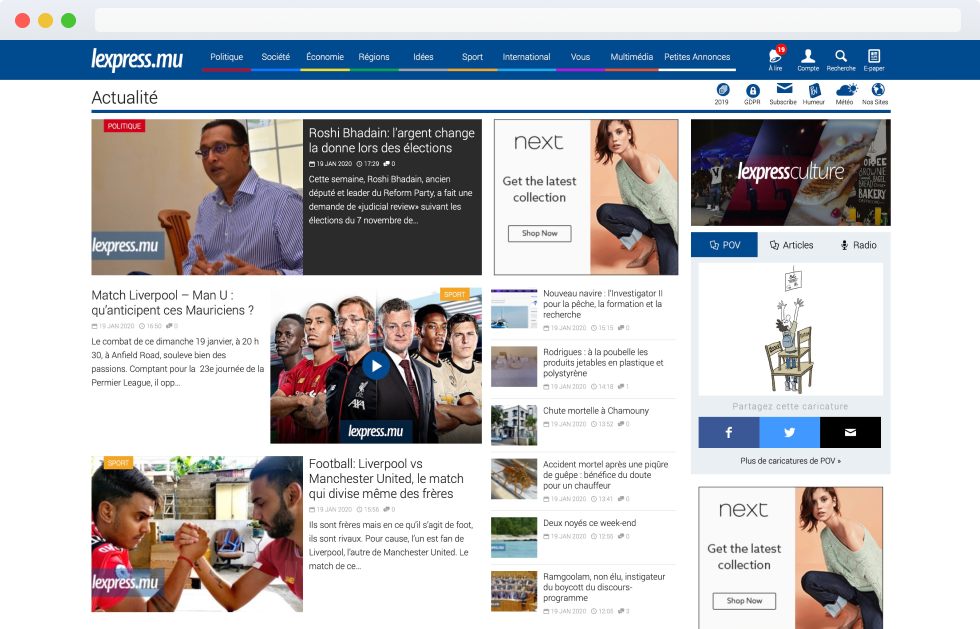 lexpress.mu
Politique
Société
Économie
Régions
Idées
Sport
International
Vous
Multimédia
Petites Annonces
19
À lire
Compte
Recherche
E-paper
Actualité
2019
GDPR
Subscribe
Humeur
Météo
Nos Sites
POLITIQUE
lexpress.mu
Roshi Bhadain: l'argent change
la donne lors des élections
19 JAN 2020 17:29 0
Cette semaine, Roshi Bhadain, ancien
député et leader du Reform Party, a fait une
demande de «judicial review» suivant les
élections du 7 novembre de...
next
Get the latest
collection
Shop Now
lexpressculture
COFFEE
BROWNIE
BAGEL
BREAD
BAKERY
POV
Articles
Radio
Partagez cette caricature
Plus de caricatures de POV »
Match Liverpool – Man U :
qu'anticipent ces Mauriciens ?
19 JAN 2020 16:50 0
Le combat de ce dimanche 19 janvier, à 20 h
30, à Anfield Road, souleve bien des
passions. Comptant pour la 23e journée de la
Permier League, il opp...
SPORT
AXA
lexpress.mu
Nouveau navire : l'Investigator II
pour la pêche, la formation et la
recherche
19 JAN 2020 15:15 0
Rodrigues : à la poubelle les
produits jetables en plastique et
polystyrène
19 JAN 2020 14:18 1
Chute mortelle à Chamouny
19 JAN 2020 13:52 0
Accident mortel après une piqûre
de guêpe : bénéfice du doute
pour un chauffeur
19 JAN 2020 13:41 0
Deux noyés ce week-end
19 JAN 2020 12:55 0
Ramgoolam, non élu, instigateur
du boycott du discours-
programme
19 JAN 2020 12:05 3
SPORT
lexpress.mu
Football: Liverpool vs
Manchester United, le match
qui divise même des frères
19 JAN 2020 15:56 0
Ils sont frères mais en ce qu'il s'agit de foot,
ils sont rivaux. Pour cause, l'un est fan de
Liverpool, l'autre de Manchester United. Le
match de ce...
next
Get the latest
collection
Shop Now